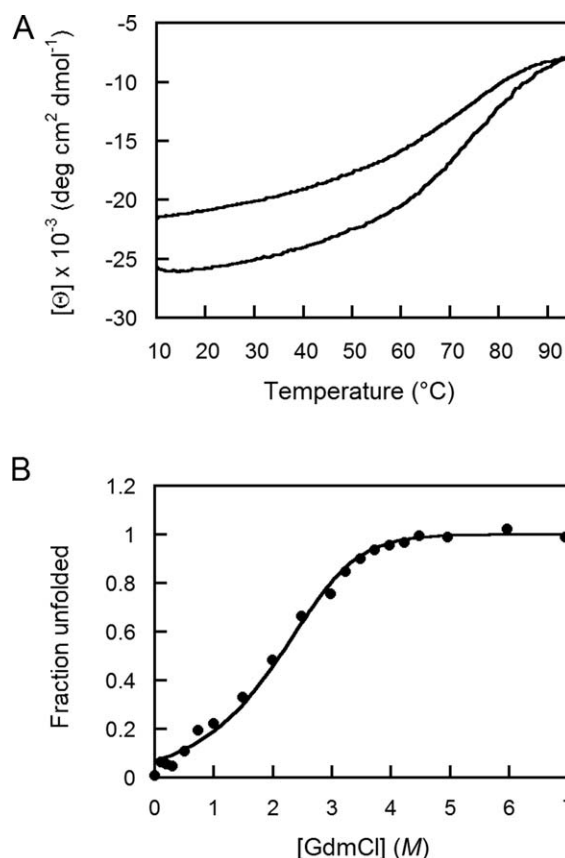 A
[Θ] x 10⁻³ (deg cm² dmol⁻¹)
-5
-10
-15
-20
-25
-30
10 20 30 40 50 60 70 80 90
Temperature (°C)
B
Fraction unfolded
1.2
1
0.8
0.6
0.4
0.2
0
0 1 2 3 4 5 6 7
[GdmCl] (M)